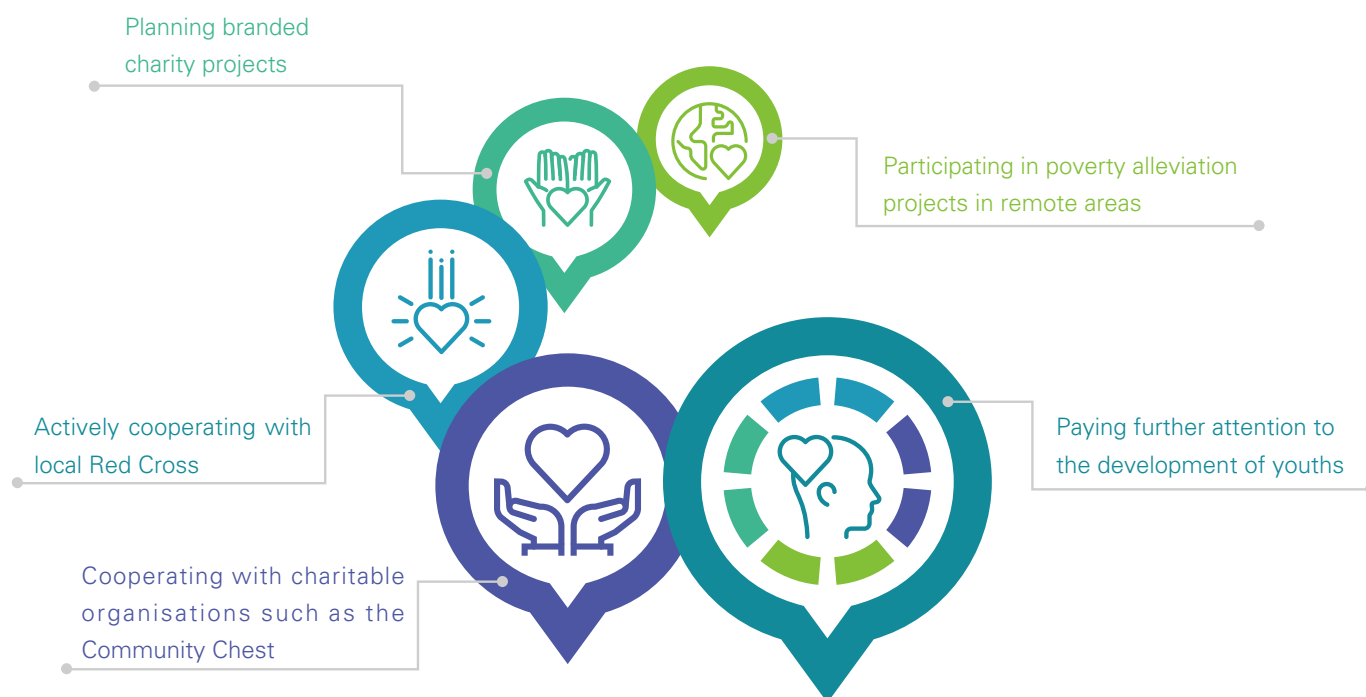 Planning branded
charity projects
Participating in poverty alleviation
projects in remote areas
Actively cooperating with
local Red Cross
Paying further attention to
the development of youths
Cooperating with charitable
organisations such as the
Community Chest